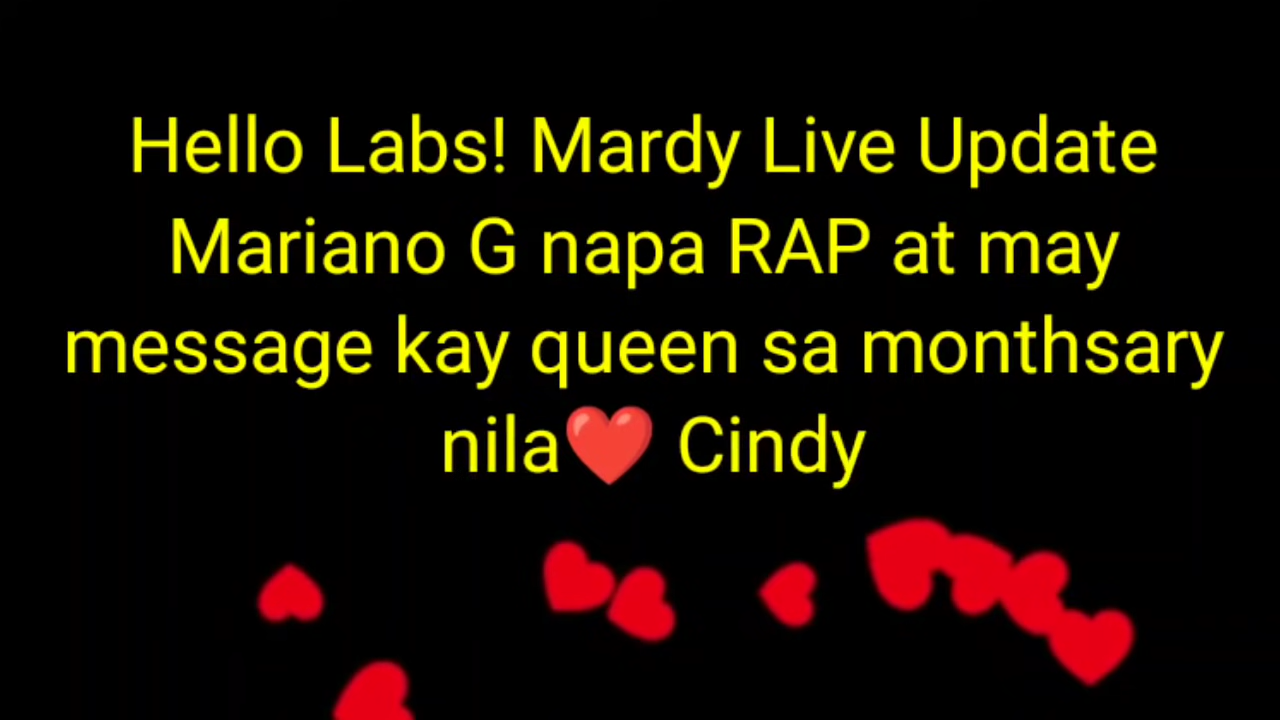 Hello Labs! Mardy Live Update
Mariano G napa RAP at may
message kay queen sa monthsary
nila❤️ Cindy